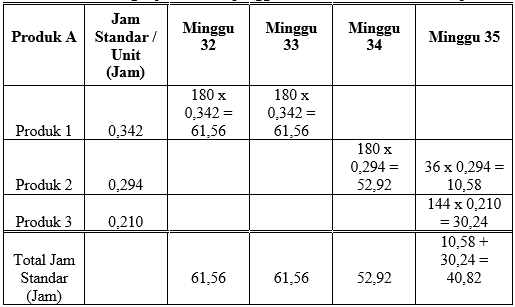 Produk A
Jam
Standar /
Unit
(Jam)
Minggu
32
Minggu
33
Minggu
34
Minggu 35
Produk 1
0,342
180 x
0,342 =
61,56
180 x
0,342 =
61,56
Produk 2
0,294
180 x
0,294 =
52,92
36 x 0,294 =
10,58
Produk 3
0,210
144 x 0,210
= 30,24
Total Jam
Standar
(Jam)
61,56
61,56
52,92
10,58 +
30,24 =
40,82